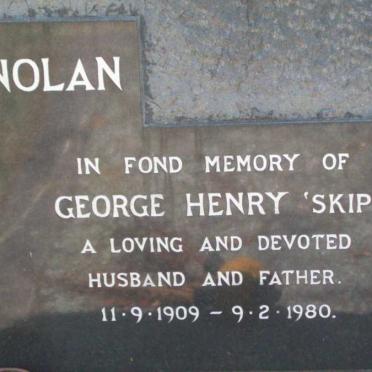 NOLAN
IN FOND MEMORY OF
GEORGE HENRY 'SKIP
A LOVING AND DEVOTED
HUSBAND AND FATHER.
11·9·1909 – 9·2·1980.